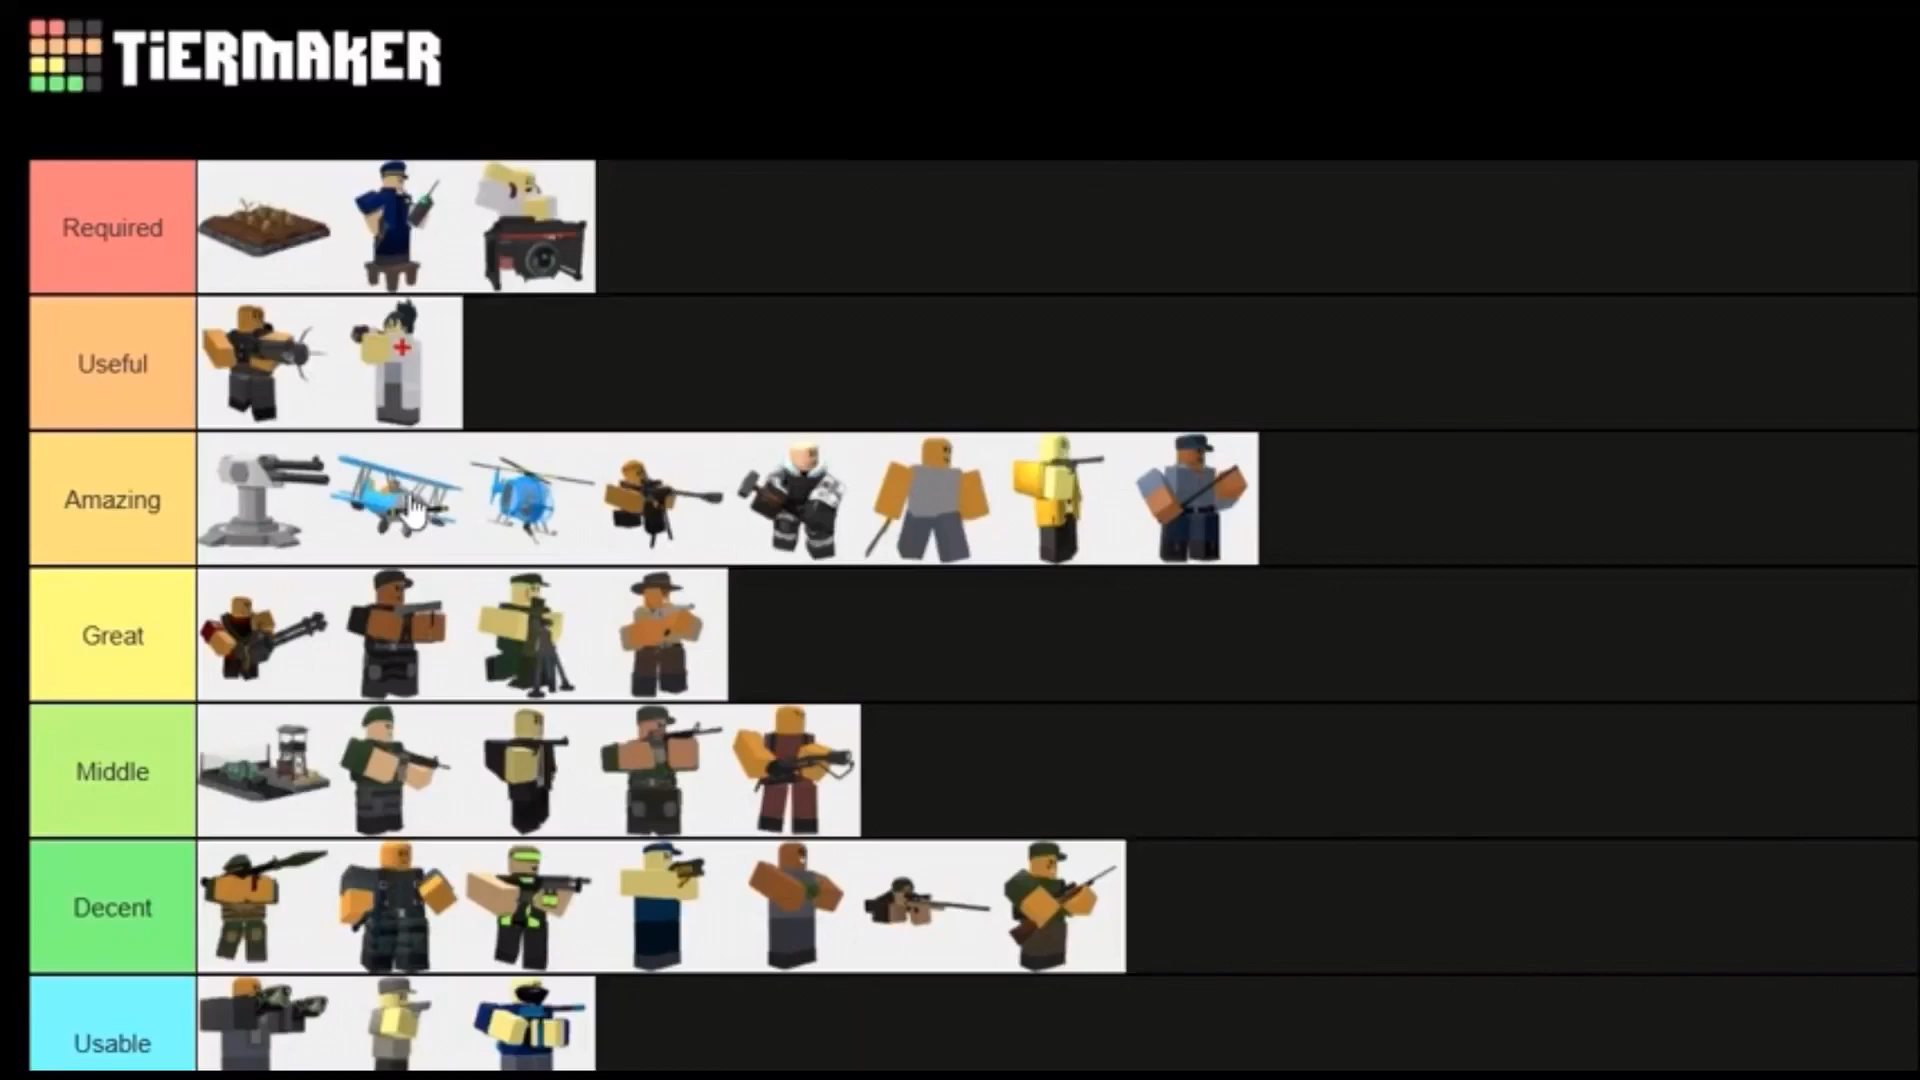 TiERMAKER
Required
Useful
Amazing
Great
Middle
Decent
Usable